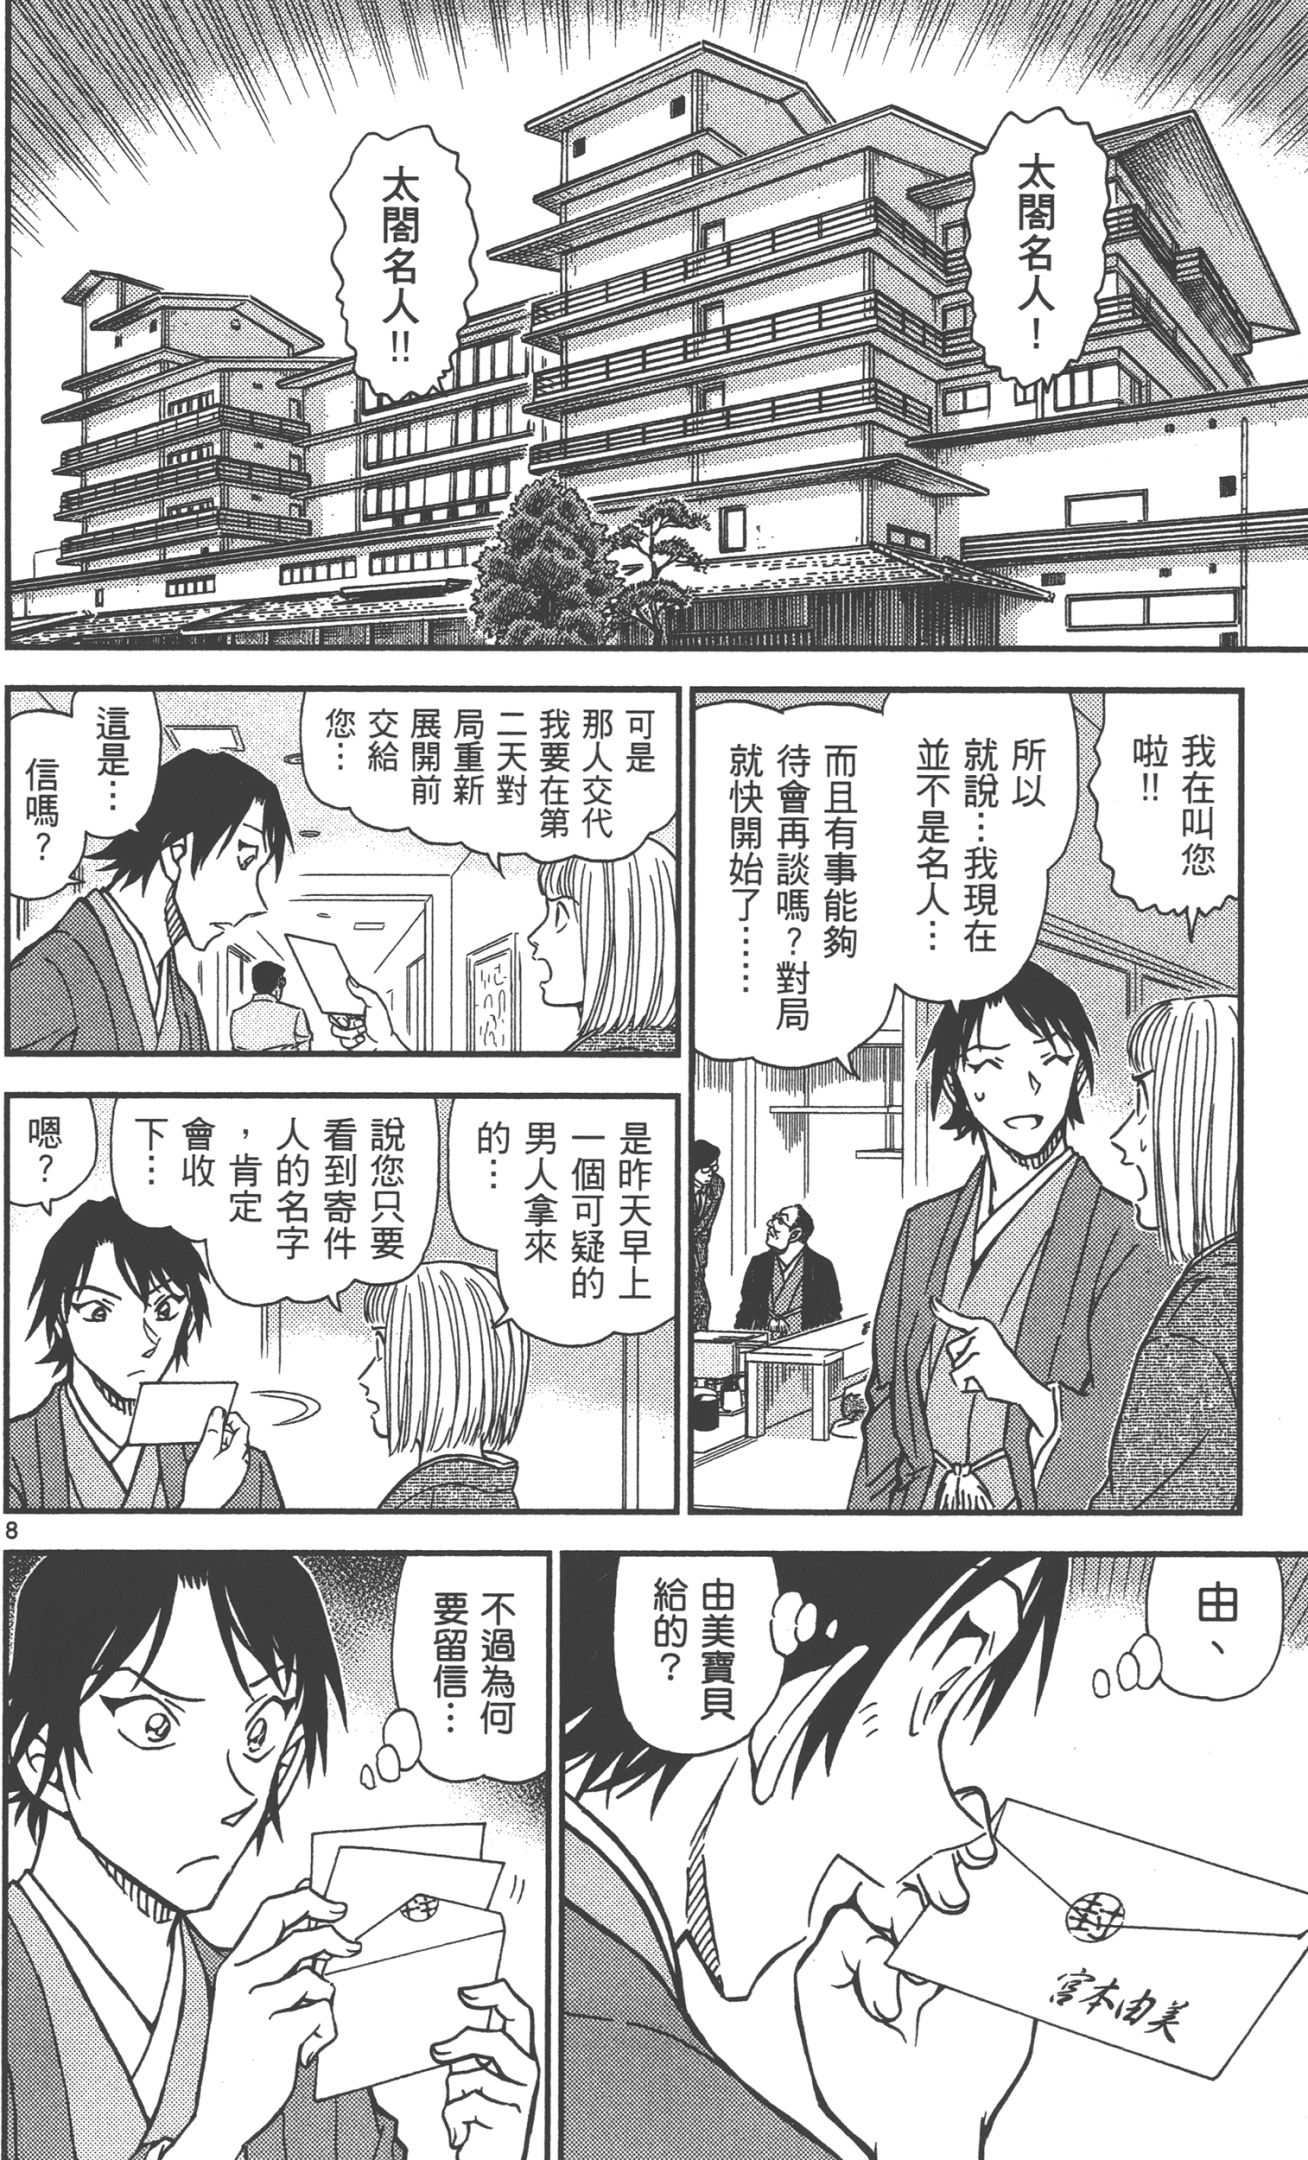 太閤名人！
太閤名人!!
我在叫您
啦!!
所以
就說…我現在
並不是名人…
而且有事能夠
待會再談嗎？對局
就快開始了……
可是
那人交代
我要在第
二天對
局重新
展開前
交給
您…
這是…
信嗎？
是昨天早上
一個可疑的
男人拿來
的…
說您只要
看到寄件
人的名字
，肯定
會收
下…
嗯？
8
由、
由美寶貝
給的？
封
宮本由美
不過為何
要留信…
封